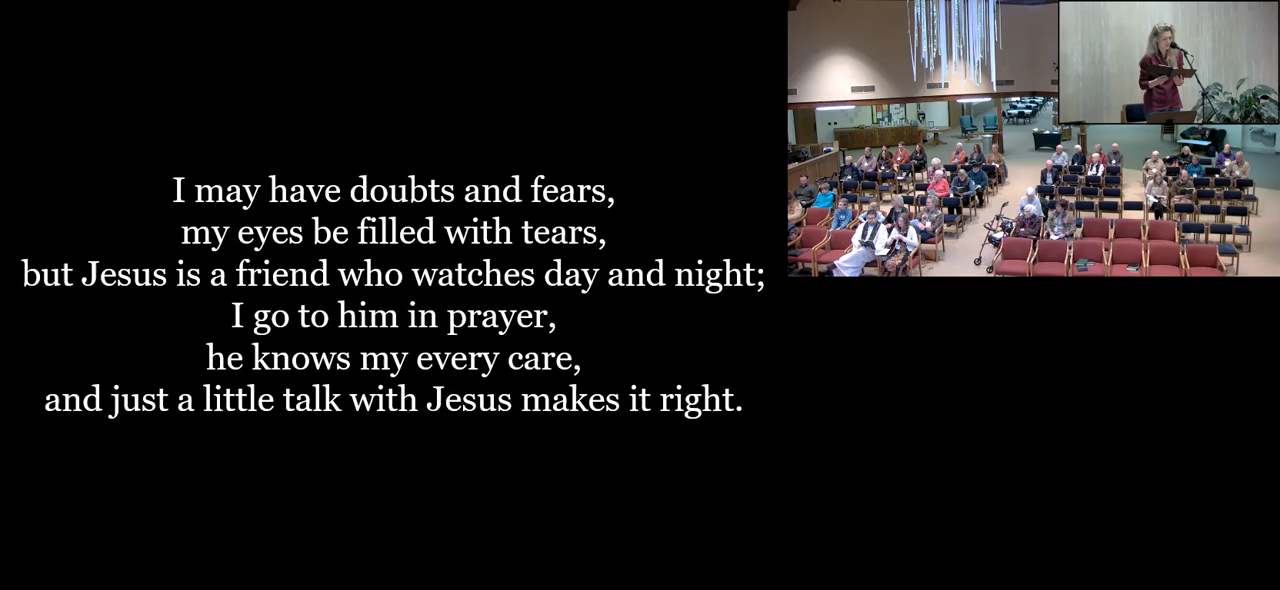 I may have doubts and fears,
my eyes be filled with tears,
but Jesus is a friend who watches day and night;
I go to him in prayer,
he knows my every care,
and just a little talk with Jesus makes it right.